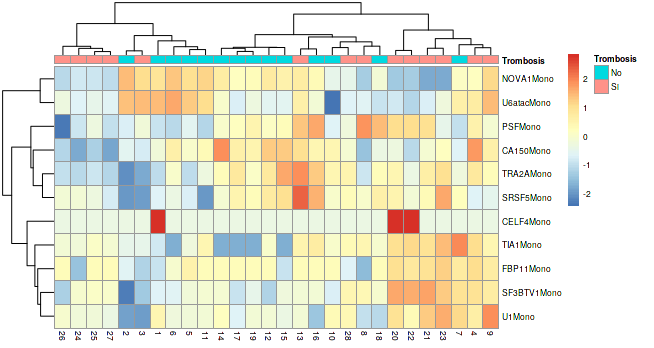 Trombosis
NOVA1Mono
U6atacMono
PSFMono
CA150Mono
TRA2AMono
SRSF5Mono
CELF4Mono
TIA1Mono
FBP11Mono
SF3BTV1Mono
U1Mono
26 24 25 27 2 3 1 6 5 11 14 17 19 12 15 13 16 10 28 8 18 20 22 21 23 7 4 9
2
1
0
-1
-2
Trombosis
No
SI